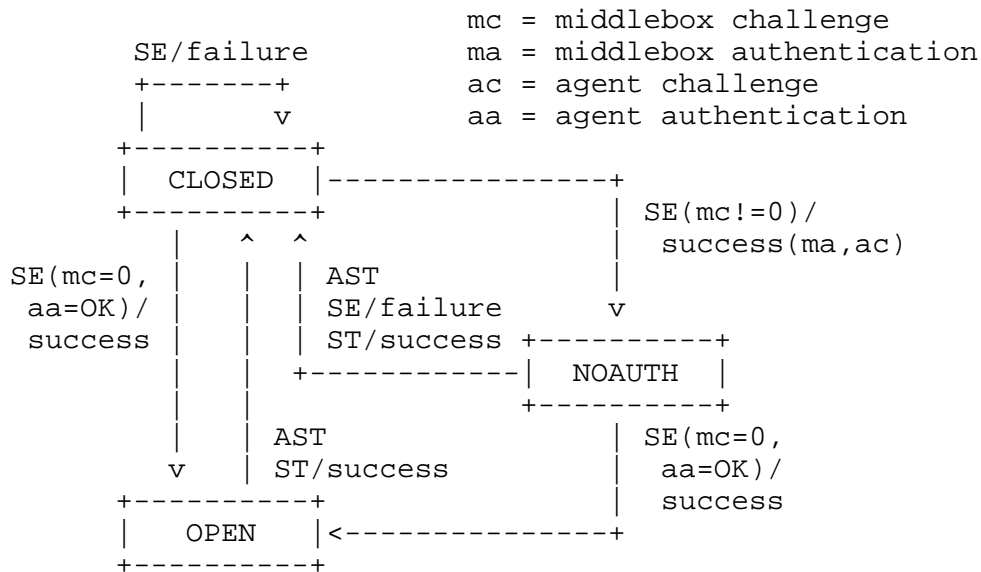 mc = middlebox challenge
SE/failure ma = middlebox authentication
+-------+ ac = agent challenge
| v aa = agent authentication
+----------+
| CLOSED |----------------+
+----------+ | SE(mc!=0)/
| ^ ^ | success(ma,ac)
SE(mc=0, | | | AST |
aa=OK)/ | | | SE/failure v
success | | | ST/success +----------+
| | +------------| NOAUTH |
| | +----------+
| | AST | SE(mc=0,
v | ST/success | aa=OK)/
+----------+ | success
| OPEN |<----------------+
+----------+